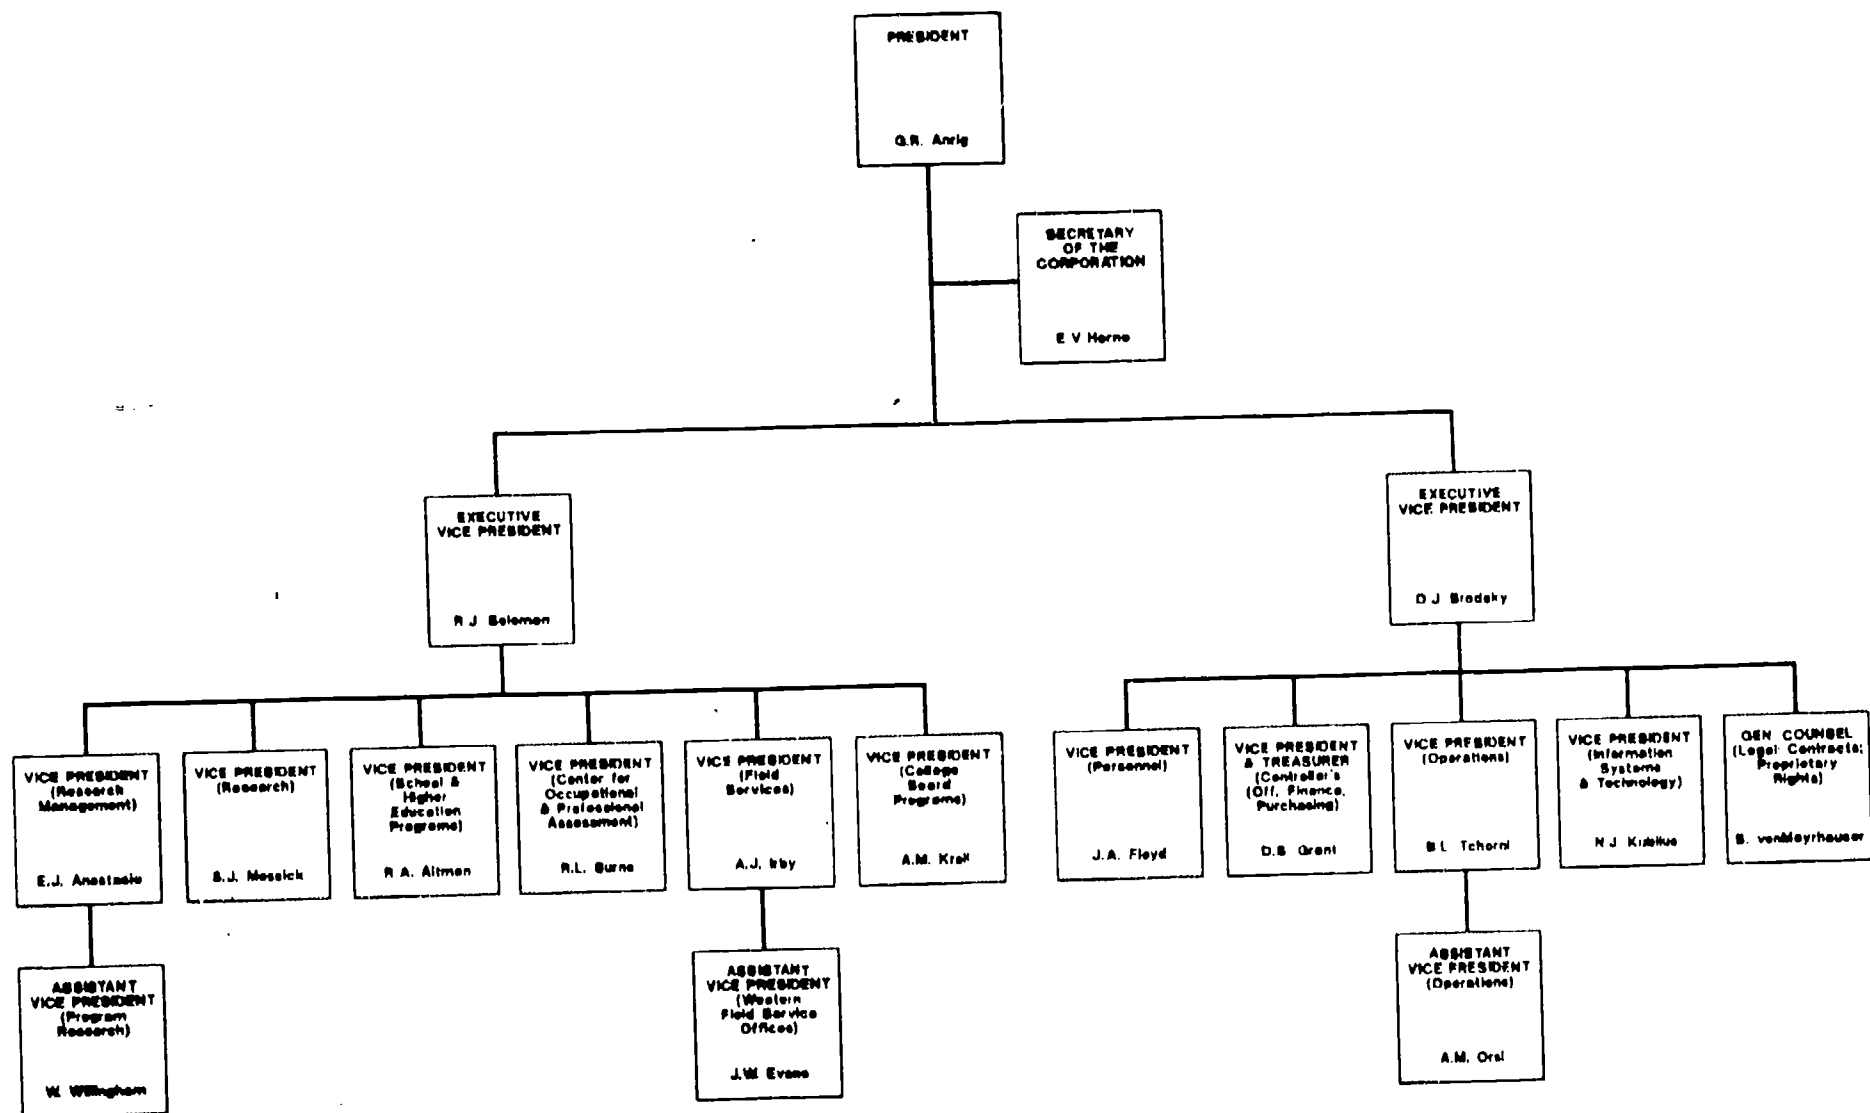 PRESIDENT
G.R. Anrig
SECRETARY
OF THE
CORPORATION
E V Horne
EXECUTIVE
VICE PRESIDENT
R.J. Solomon
EXECUTIVE
VICE PRESIDENT
D.J. Brodsky
VICE PRESIDENT
(Research
Management)
E.J. Anastasio
VICE PRESIDENT
(Research)
S.J. Messick
VICE PRESIDENT
(School &
Higher
Education
Programs)
R.A. Altman
VICE PRESIDENT
(Center for
Occupational
& Professional
Assessment)
R.L. Burns
VICE PRESIDENT
(Field
Services)
A.J. Irby
VICE PRESIDENT
(College
Board
Programs)
A.M. Kroll
VICE PRESIDENT
(Personnel)
J.A. Floyd
VICE PRESIDENT
& TREASURER
(Controller's
(Off, Finance,
Purchasing)
D.S. Grant
VICE PRESIDENT
(Operations)
B.L. Tchorni
VICE PRESIDENT
(Information
Systems
& Technology)
N.J. Kubilius
GEN COUNSEL
(Legal: Contracts;
Proprietary
Rights)
S. vonMayrhauser
ASSISTANT
VICE PRESIDENT
(Program
Research)
W. Willingham
ASSISTANT
VICE PRESIDENT
(Western
Field Service
Offices)
J.W. Evans
ASSISTANT
VICE PRESIDENT
(Operations)
A.M. Orsi